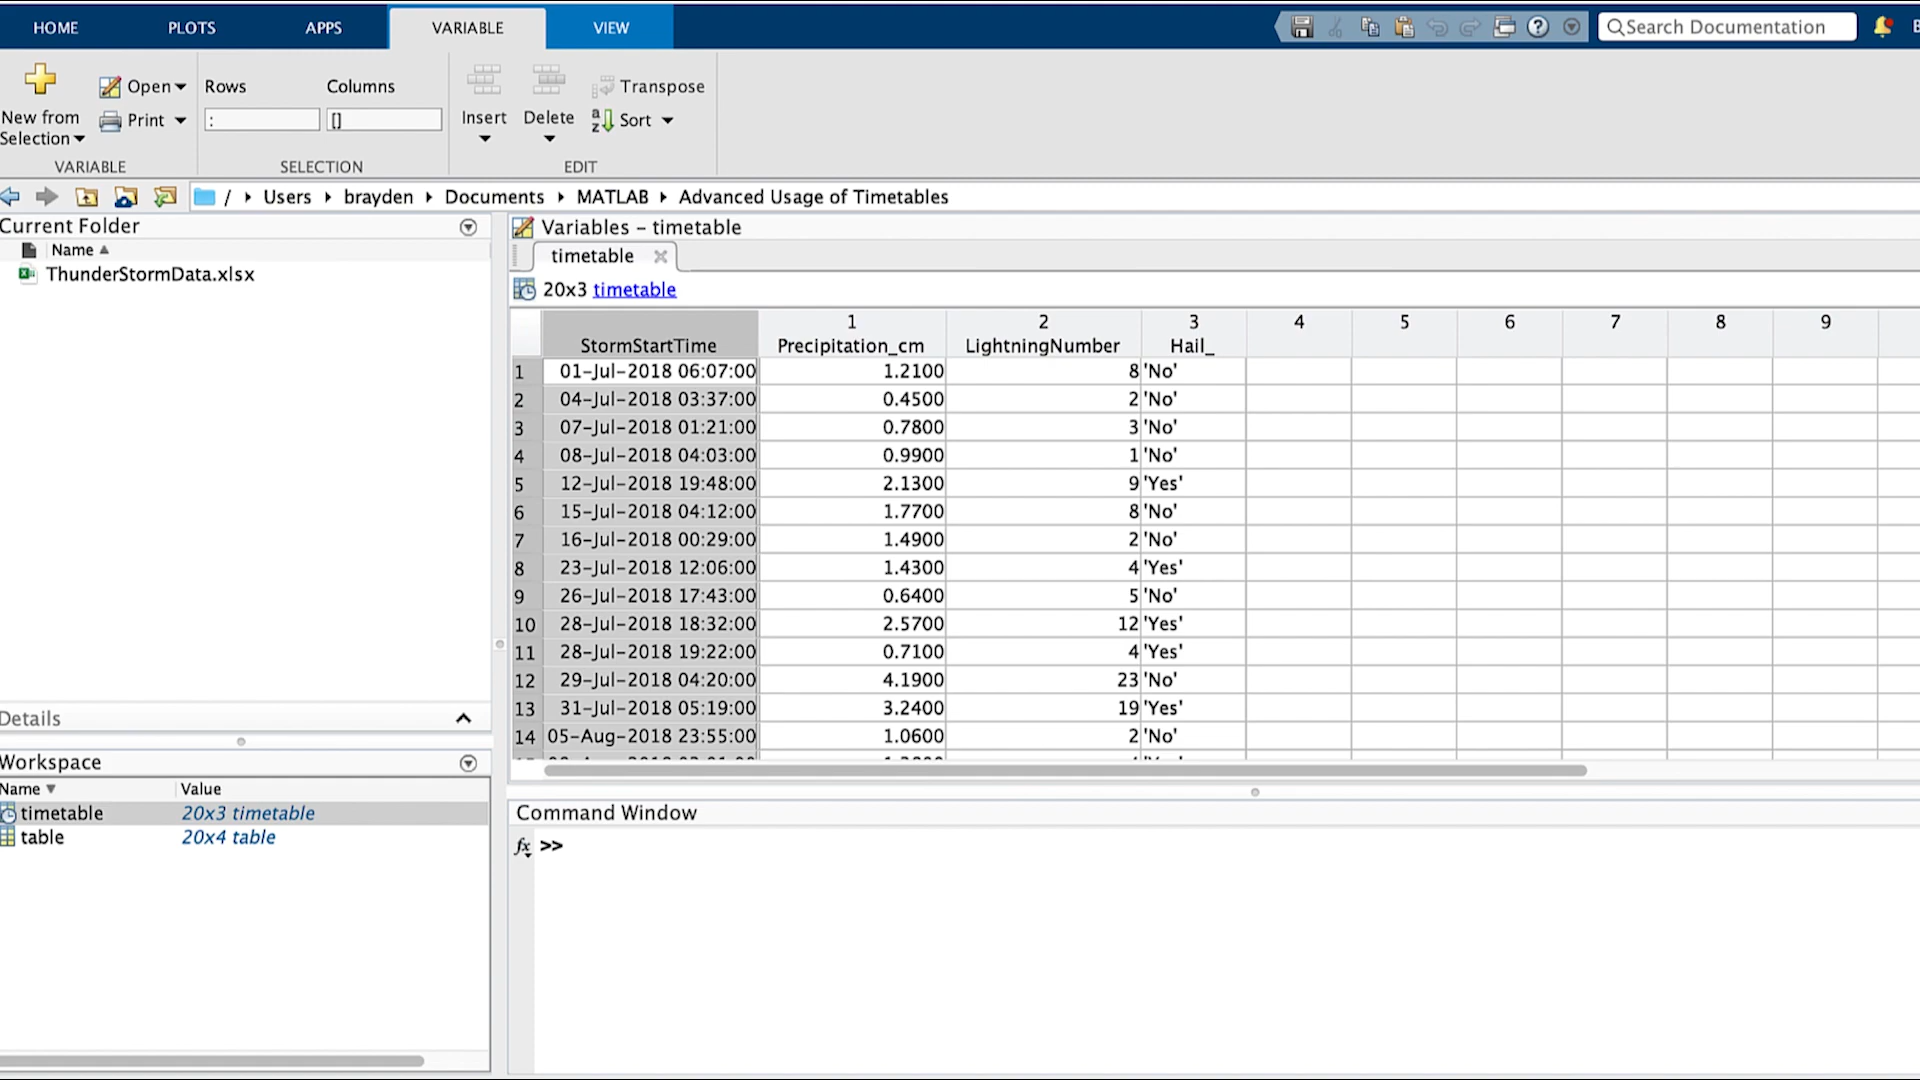 HOME PLOTS APPS VARIABLE VIEW Search Documentation
New from Selection
Open
Print
VARIABLE
Rows Columns
: []
SELECTION
Insert Delete
Transpose
Sort
EDIT
/ Users brayden Documents MATLAB Advanced Usage of Timetables
Current Folder
Name
ThunderStormData.xlsx
Details
Workspace
Name Value
timetable 20x3 timetable
table 20x4 table
Variables - timetable
timetable
20x3 timetable
1 2 3 4 5 6 7 8 9
StormStartTime Precipitation_cm LightningNumber Hail_
1 01-Jul-2018 06:07:00 1.2100 8 'No'
2 04-Jul-2018 03:37:00 0.4500 2 'No'
3 07-Jul-2018 01:21:00 0.7800 3 'No'
4 08-Jul-2018 04:03:00 0.9900 1 'No'
5 12-Jul-2018 19:48:00 2.1300 9 'Yes'
6 15-Jul-2018 04:12:00 1.7700 8 'No'
7 16-Jul-2018 00:29:00 1.4900 2 'No'
8 23-Jul-2018 12:06:00 1.4300 4 'Yes'
9 26-Jul-2018 17:43:00 0.6400 5 'No'
10 28-Jul-2018 18:32:00 2.5700 12 'Yes'
11 28-Jul-2018 19:22:00 0.7100 4 'Yes'
12 29-Jul-2018 04:20:00 4.1900 23 'No'
13 31-Jul-2018 05:19:00 3.2400 19 'Yes'
14 05-Aug-2018 23:55:00 1.0600 2 'No'
Command Window
fx >>